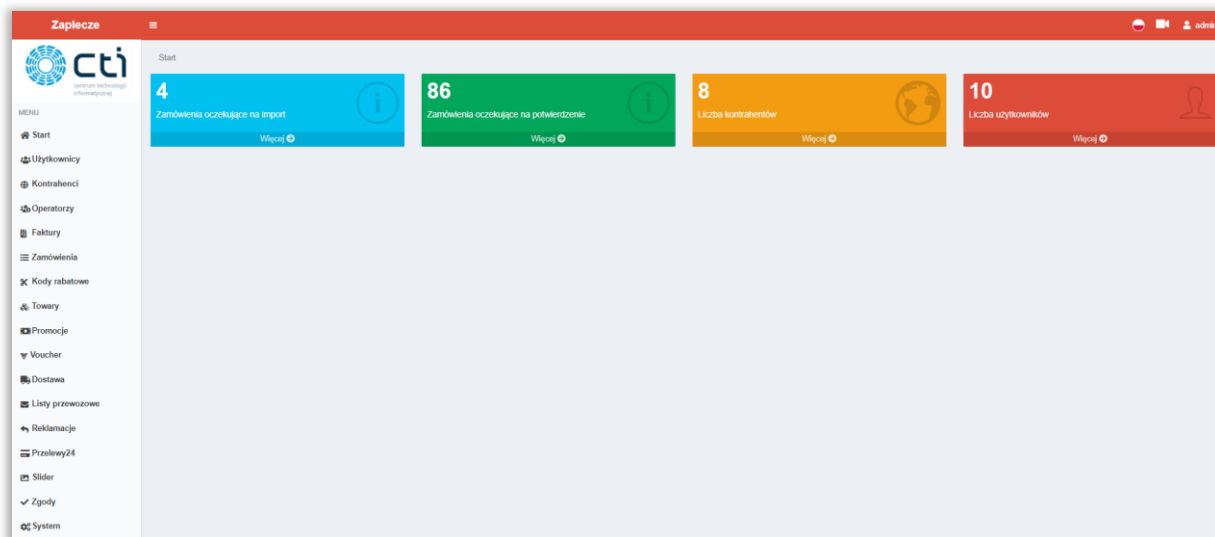 Zaplecze
admin
cti
centrum technologii
informatycznej
MENU
Start
Użytkownicy
Kontrahenci
Operatorzy
Faktury
Zamówienia
Kody rabatowe
Towary
Promocje
Voucher
Dostawa
Listy przewozowe
Reklamacje
Przelewy24
Slider
Zgody
System
Start
4
Zamówienia oczekujące na import
Więcej
86
Zamówienia oczekujące na potwierdzenie
Więcej
8
Liczba kontrahentów
Więcej
10
Liczba użytkowników
Więcej